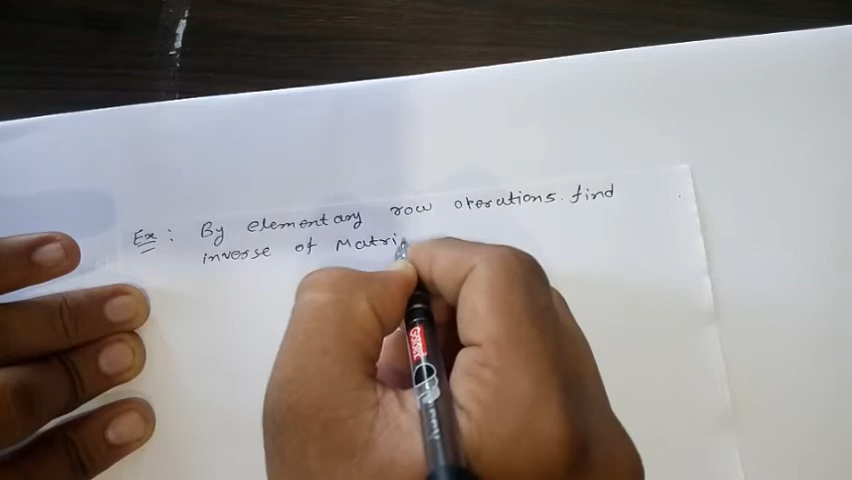 Ex: By elementary row operations. find
inverse of Matri